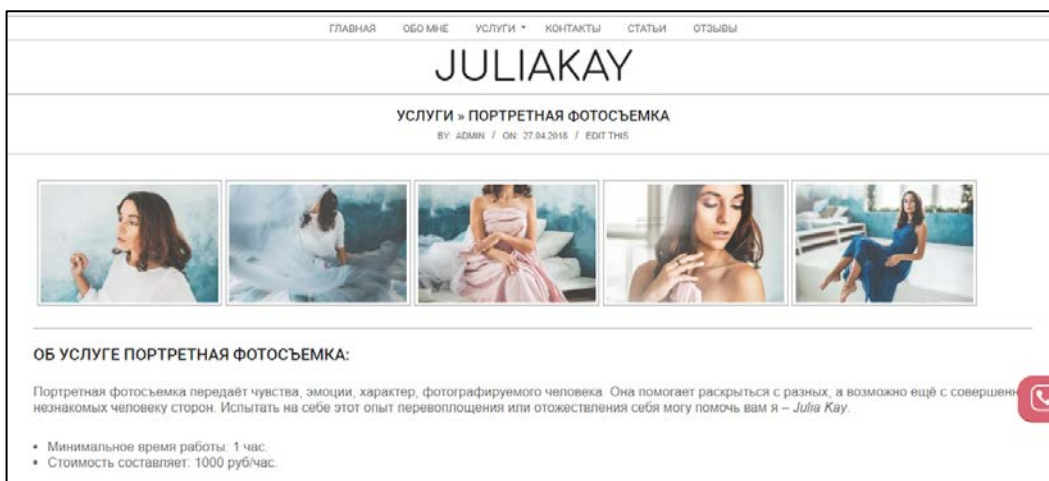 ГЛАВНАЯ ОБО МНЕ УСЛУГИ КОНТАКТЫ СТАТЬИ ОТЗЫВЫ
JULIAKAY
УСЛУГИ » ПОРТРЕТНАЯ ФОТОСЪЕМКА
BY: ADMIN / ON: 27.04.2018 / EDIT THIS
ОБ УСЛУГЕ ПОРТРЕТНАЯ ФОТОСЪЕМКА:
Портретная фотосъемка передаёт чувства, эмоции, характер, фотографируемого человека. Она помогает раскрыться с разных, а возможно ещё с совершенн
незнакомых человеку сторон. Испытать на себе этот опыт перевоплощения или отожествления себя могу помочь вам я – Julia Kay.
▪ Минимальное время работы: 1 час.
▪ Стоимость составляет: 1000 руб/час.